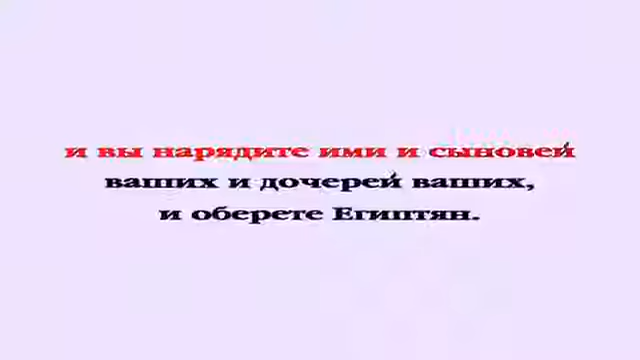 и вы нарядите ими и сыновей
ваших и дочерей ваших,
и оберете Египтян.